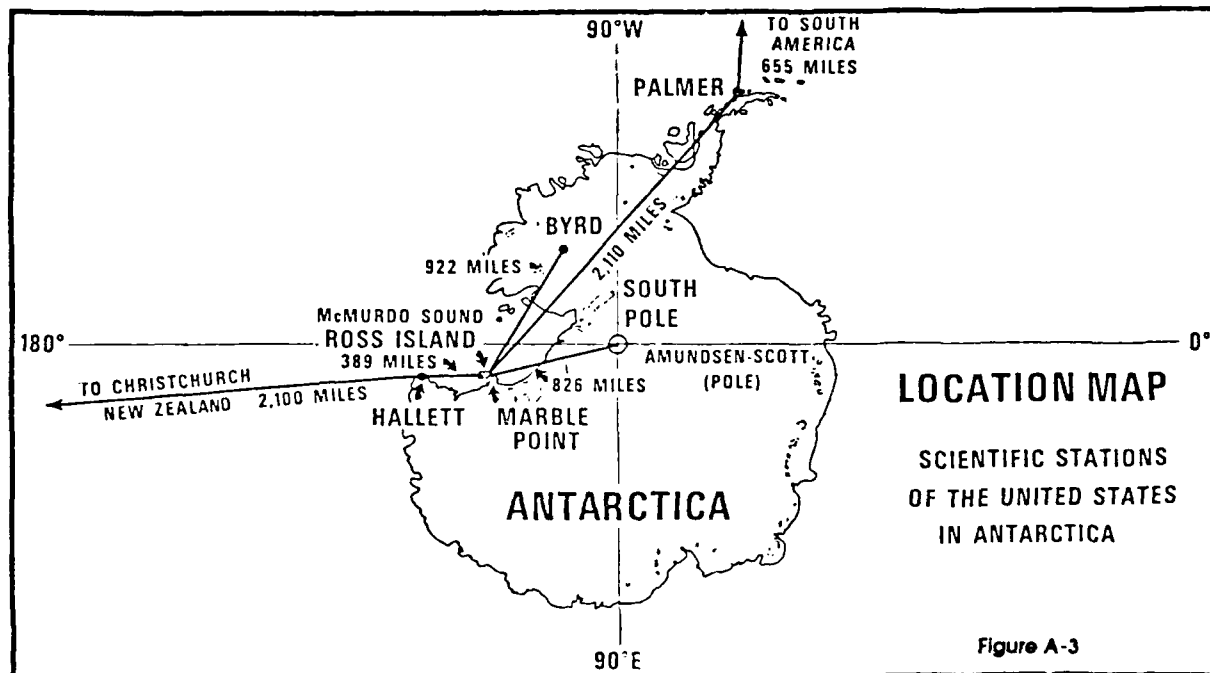 90°W
TO SOUTH
AMERICA
655 MILES
PALMER
BYRD
2,110 MILES
922 MILES
SOUTH
POLE
McMURDO SOUND
ROSS ISLAND
180°
0°
389 MILES
AMUNDSEN-SCOTT
(POLE)
826 MILES
TO CHRISTCHURCH
NEW ZEALAND
2,100 MILES
HALLETT
MARBLE
POINT
LOCATION MAP
SCIENTIFIC STATIONS
OF THE UNITED STATES
IN ANTARCTICA
ANTARCTICA
90°E
Figure A-3